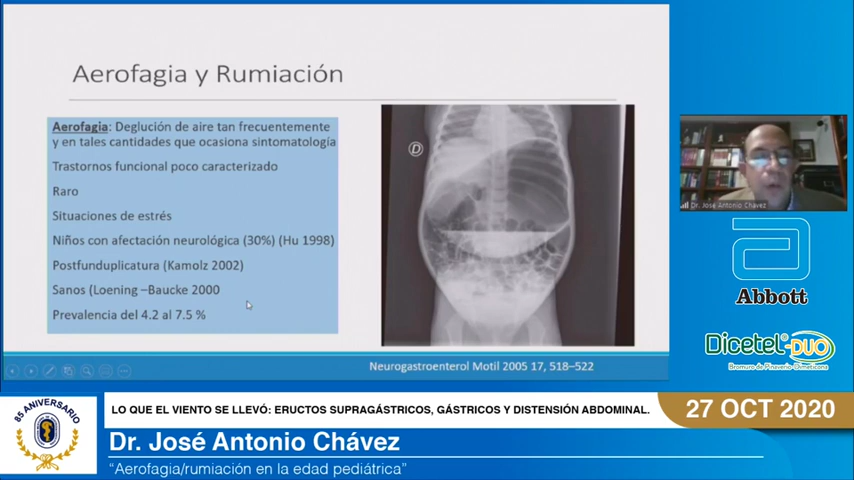 Aerofagia y Rumiación
Aerofagia: Deglución de aire tan frecuentemente
y en tales cantidades que ocasiona sintomatología
Trastornos funcional poco caracterizado
Raro
Situaciones de estrés
Niños con afectación neurológica (30%) (Hu 1998)
Postfunduplicatura (Kamolz 2002)
Sanos (Loening –Baucke 2000
Prevalencia del 4.2 al 7.5 %
D
Neurogastroenterol Motil 2005 17, 518–522
Dr. José Antonio Chávez
Abbott
Dicetel®-DUO
Bromuro de Pinaverio-Dimeticona
85 ANIVERSARIO
LO QUE EL VIENTO SE LLEVÓ: ERUCTOS SUPRAGÁSTRICOS, GÁSTRICOS Y DISTENSIÓN ABDOMINAL.
27 OCT 2020
Dr. José Antonio Chávez
“Aerofagia/rumiación en la edad pediátrica”